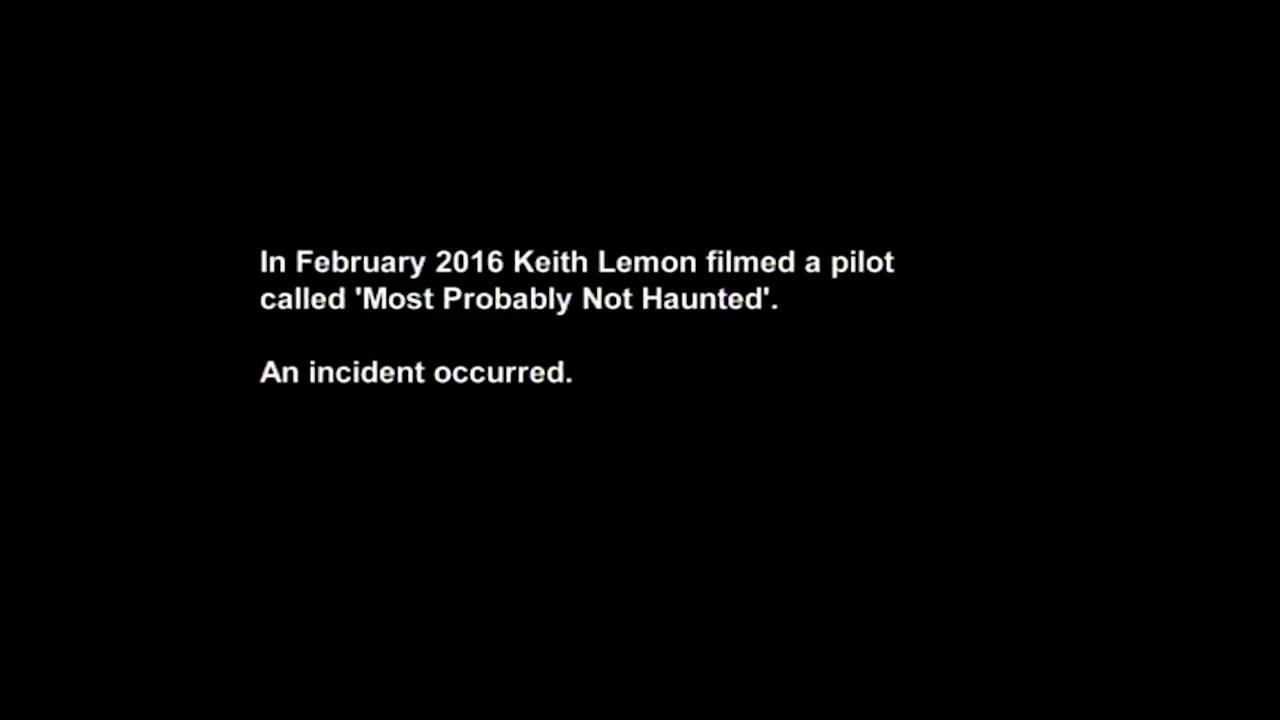 In February 2016 Keith Lemon filmed a pilot
called 'Most Probably Not Haunted'.
An incident occurred.